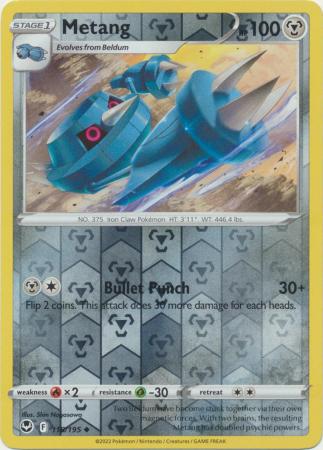 STAGE 1
Metang
HP 100
Evolves from Beldum
NO. 375 Iron Claw Pokémon HT: 3'11" WT: 446.4 lbs.
Bullet Punch 30+
Flip 2 coins. This attack does 30 more damage for each heads.
weakness ×2 resistance -30 retreat
Illus. Shin Nagasawa
Two Beldum have become stuck together via their own
magnetic forces. With two brains, the resulting
Metang has doubled psychic powers.
F 118/195
©2022 Pokémon / Nintendo / Creatures / GAME FREAK